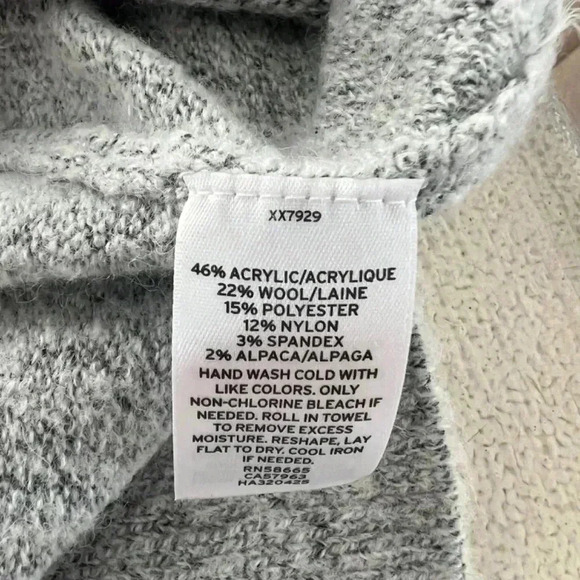 XX7929
46% ACRYLIC/ACRYLIQUE
22% WOOL/LAINE
15% POLYESTER
12% NYLON
3% SPANDEX
2% ALPACA/ALPAGA
HAND WASH COLD WITH
LIKE COLORS. ONLY
NON-CHLORINE BLEACH IF
NEEDED. ROLL IN TOWEL
TO REMOVE EXCESS
MOISTURE. RESHAPE, LAY
FLAT TO DRY. COOL IRON
IF NEEDED.
RN58665
CA57963
HA320425